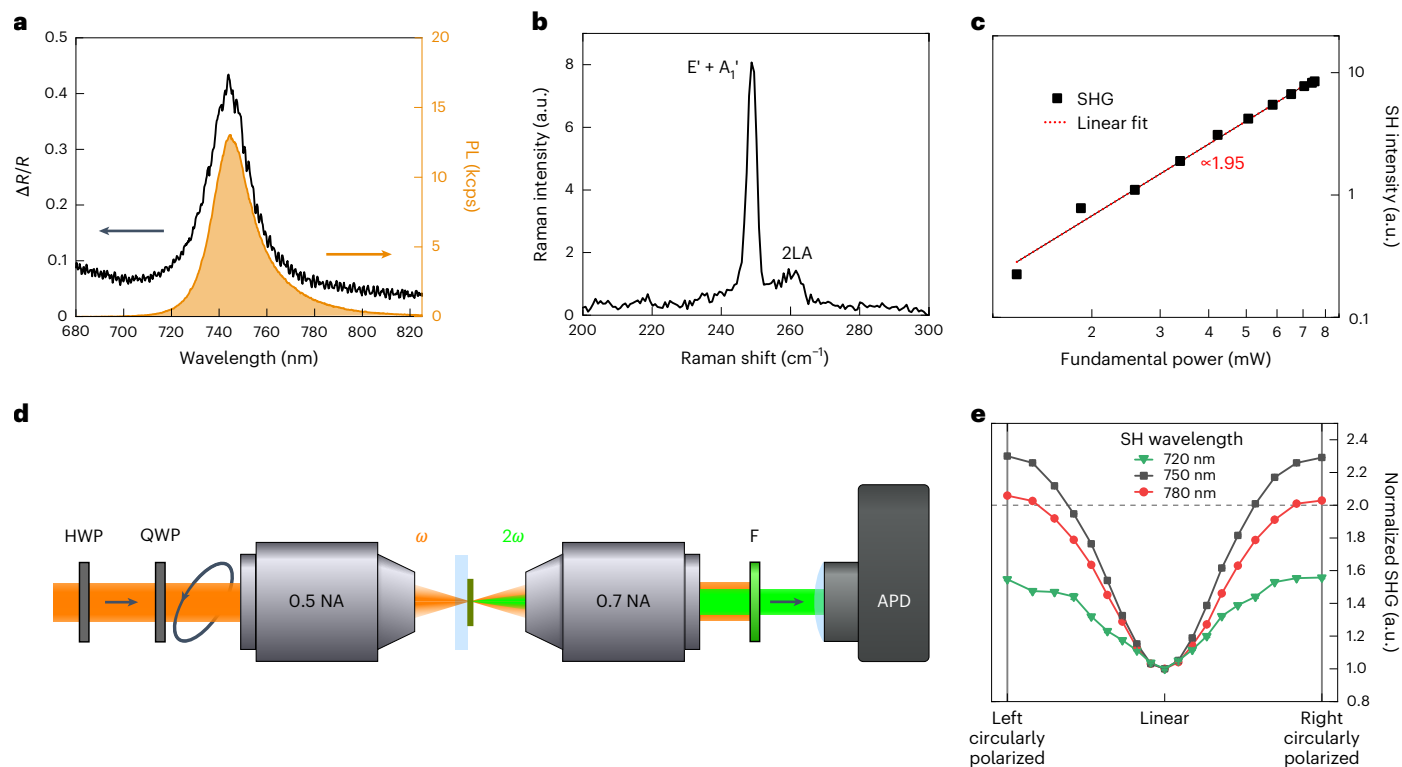 a
0.5
0.4
0.3
0.2
0.1
0
ΔR/R
20
15
10
5
0
PL (kcps)
680 700 720 740 760 780 800 820
Wavelength (nm)
b
8
6
4
2
0
Raman intensity (a.u.)
E' + A₁'
2LA
200 220 240 260 280 300
Raman shift (cm⁻¹)
c
SHG
Linear fit
∝1.95
10
1
0.1
SH intensity (a.u.)
2 3 4 5 6 7 8
Fundamental power (mW)
d
HWP
QWP
0.5 NA
ω
2ω
0.7 NA
F
APD
e
SH wavelength
720 nm
750 nm
780 nm
2.4
2.2
2.0
1.8
1.6
1.4
1.2
1.0
0.8
Normalized SHG (a.u.)
Left
circularly
polarized
Linear
Right
circularly
polarized